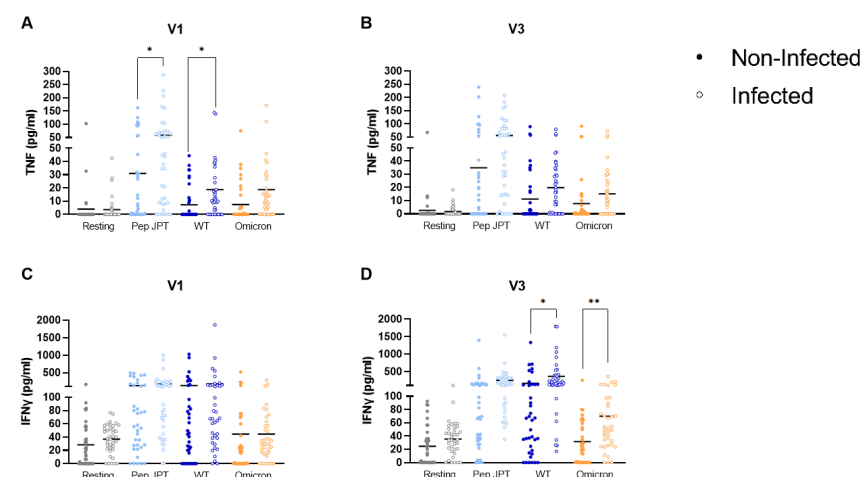 A
V1
*
*
TNF (pg/ml)
300
250
200
150
100
50
50
40
30
20
10
0
Resting
Pep JPT
WT
Omicron
B
V3
TNF (pg/ml)
300
250
200
150
100
50
50
40
30
20
10
0
Resting
Pep JPT
WT
Omicron
Non-Infected
Infected
C
V1
IFNγ (pg/ml)
2000
1500
1000
500
100
80
60
40
20
0
Resting
Pep JPT
WT
Omicron
D
V3
*
**
IFNγ (pg/ml)
2000
1500
1000
500
100
80
60
40
20
0
Resting
Pep JPT
WT
Omicron